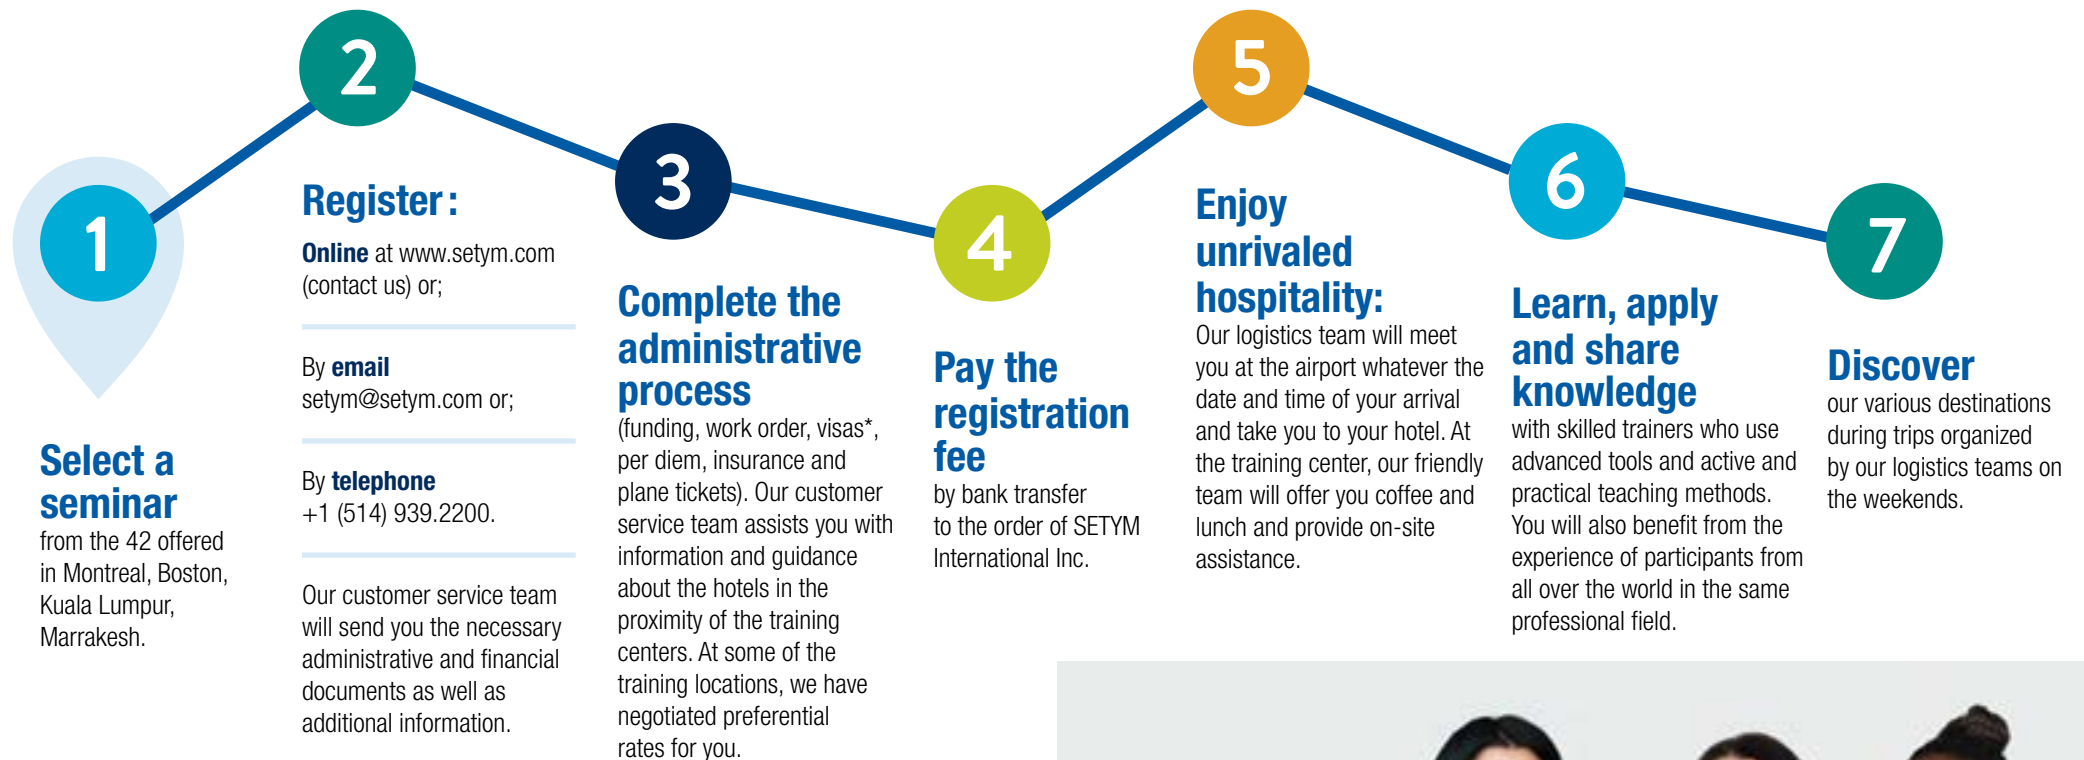 1
Select a
seminar
from the 42 offered
in Montreal, Boston,
Kuala Lumpur,
Marrakesh.
2
Register :
Online at www.setym.com
(contact us) or;
By email
setym@setym.com or;
By telephone
+1 (514) 939.2200.
Our customer service team
will send you the necessary
administrative and financial
documents as well as
additional information.
3
Complete the
administrative
process
(funding, work order, visas*,
per diem, insurance and
plane tickets). Our customer
service team assists you with
information and guidance
about the hotels in the
proximity of the training
centers. At some of the
training locations, we have
negotiated preferential
rates for you.
4
Pay the
registration
fee
by bank transfer
to the order of SETYM
International Inc.
5
Enjoy
unrivaled
hospitality:
Our logistics team will meet
you at the airport whatever the
date and time of your arrival
and take you to your hotel. At
the training center, our friendly
team will offer you coffee and
lunch and provide on-site
assistance.
6
Learn, apply
and share
knowledge
with skilled trainers who use
advanced tools and active and
practical teaching methods.
You will also benefit from the
experience of participants from
all over the world in the same
professional field.
7
Discover
our various destinations
during trips organized
by our logistics teams on
the weekends.